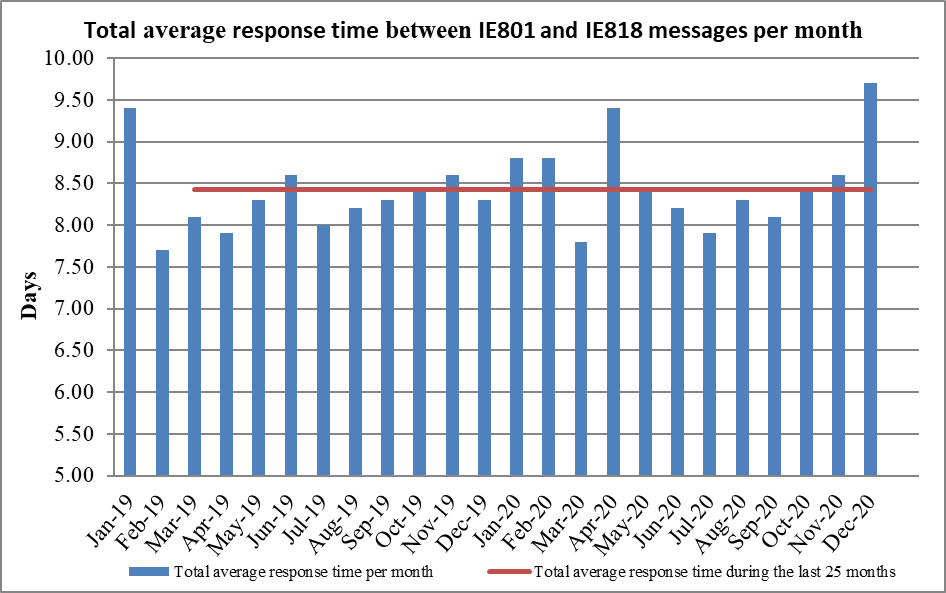 Total average response time between IE801 and IE818 messages per month
10.00
9.50
9.00
8.50
8.00
7.50
7.00
6.50
6.00
5.50
5.00
Days
Jan-19
Feb-19
Mar-19
Apr-19
May-19
Jun-19
Jul-19
Aug-19
Sep-19
Oct-19
Nov-19
Dec-19
Jan-20
Feb-20
Mar-20
Apr-20
May-20
Jun-20
Jul-20
Aug-20
Sep-20
Oct-20
Nov-20
Dec-20
Total average response time per month
Total average response time during the last 25 months